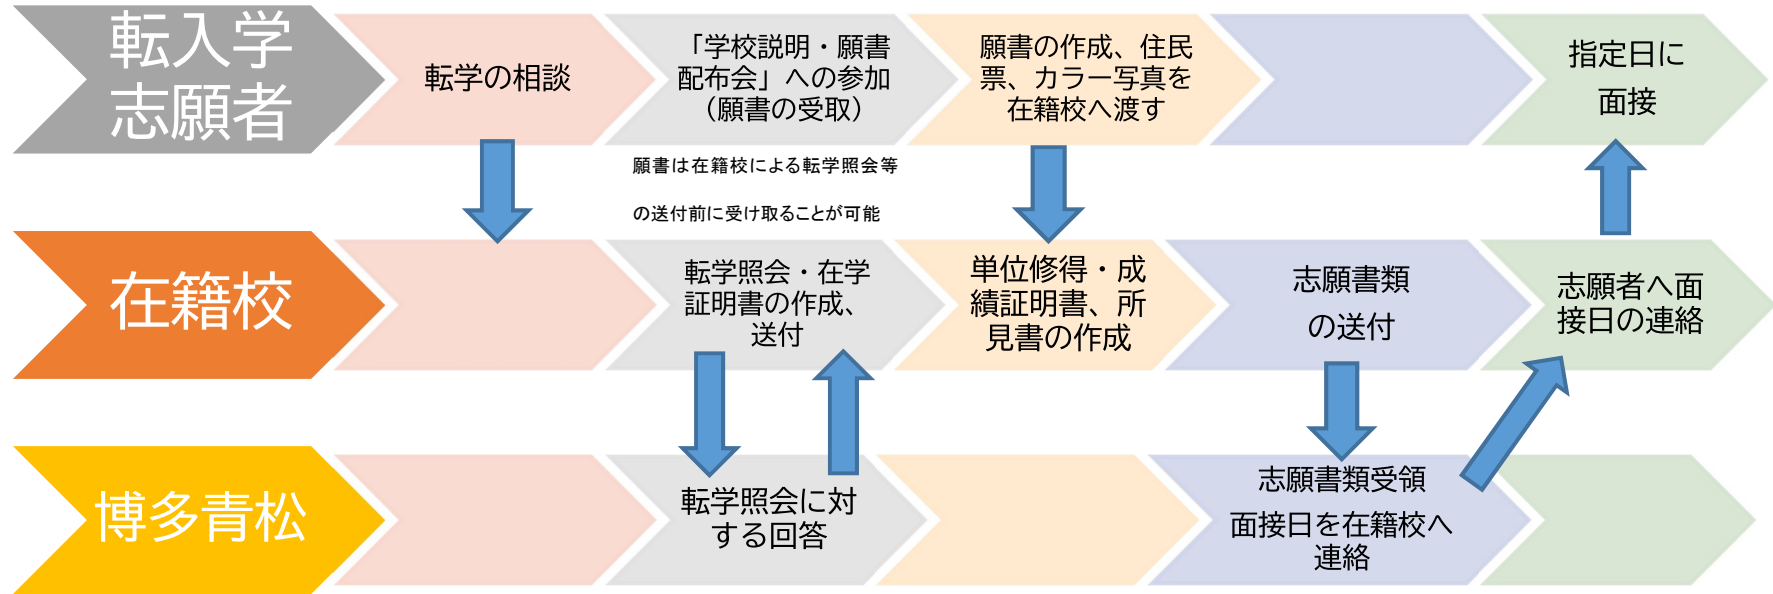 転入学
志願者
転学の相談
「学校説明・願書
配布会」への参加
（願書の受取）
願書の作成、住民
票、カラー写真を
在籍校へ渡す
指定日に
面接
願書は在籍校による転学照会等
の送付前に受け取ることが可能
在籍校
転学照会・在学
証明書の作成、
送付
単位修得・成
績証明書、所
見書の作成
志願書類
の送付
志願者へ面
接日の連絡
博多青松
転学照会に対
する回答
志願書類受領
面接日を在籍校へ
連絡